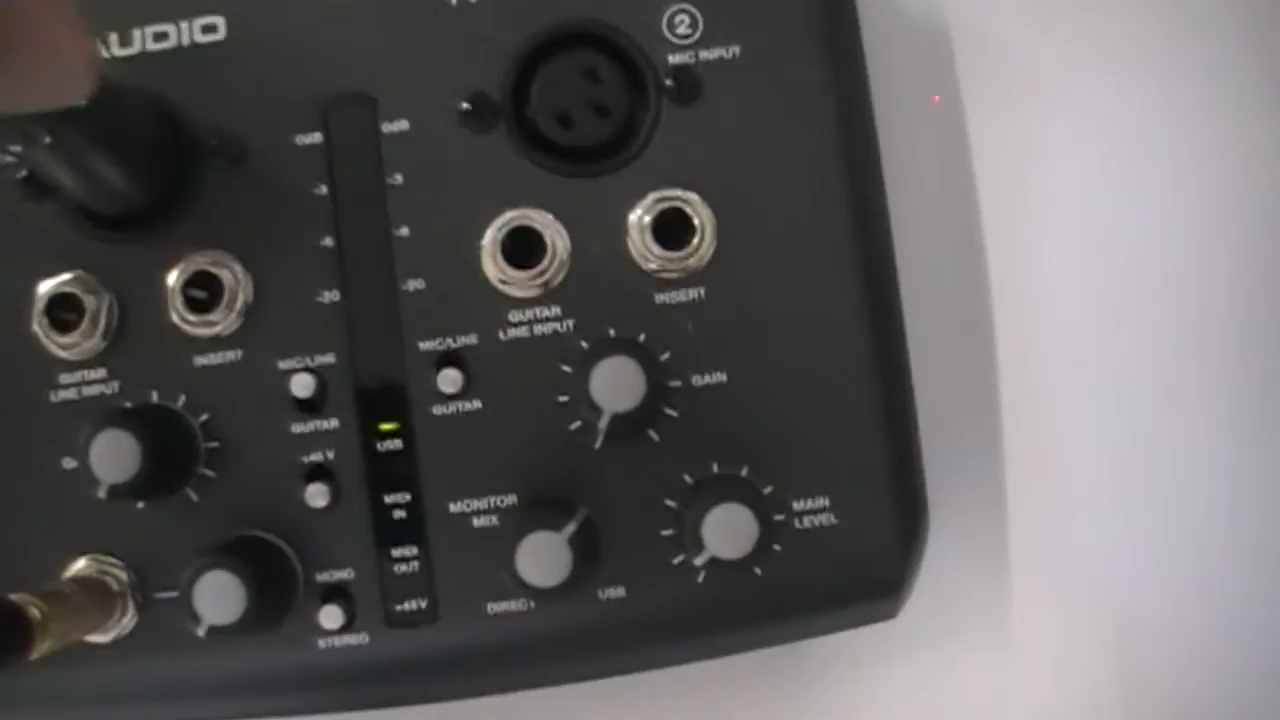 AUDIO
2
MIC INPUT
0dB
0dB
-3
-3
-6
-6
-20
-20
GUITAR
LINE INPUT
INSERT
GUITAR
LINE INPUT
INSERT
MIC/LINE
MIC/LINE
GUITAR
GUITAR
GAIN
+48 V
USB
MIDI
IN
MIDI
OUT
+48V
MONITOR
MIX
DIRECT
USB
MAIN
LEVEL
MONO
STEREO